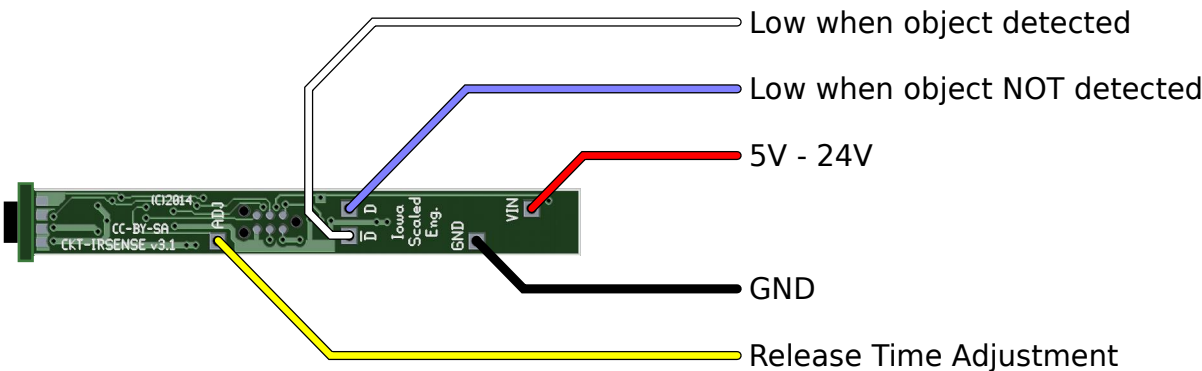 Low when object detected
Low when object NOT detected
5V - 24V
GND
Release Time Adjustment
(C)2014
CC-BY-SA
CKT-IRSENSE v3.1
ADJ
D
D̅
Iowa
Scaled
Eng.
GND
VIN